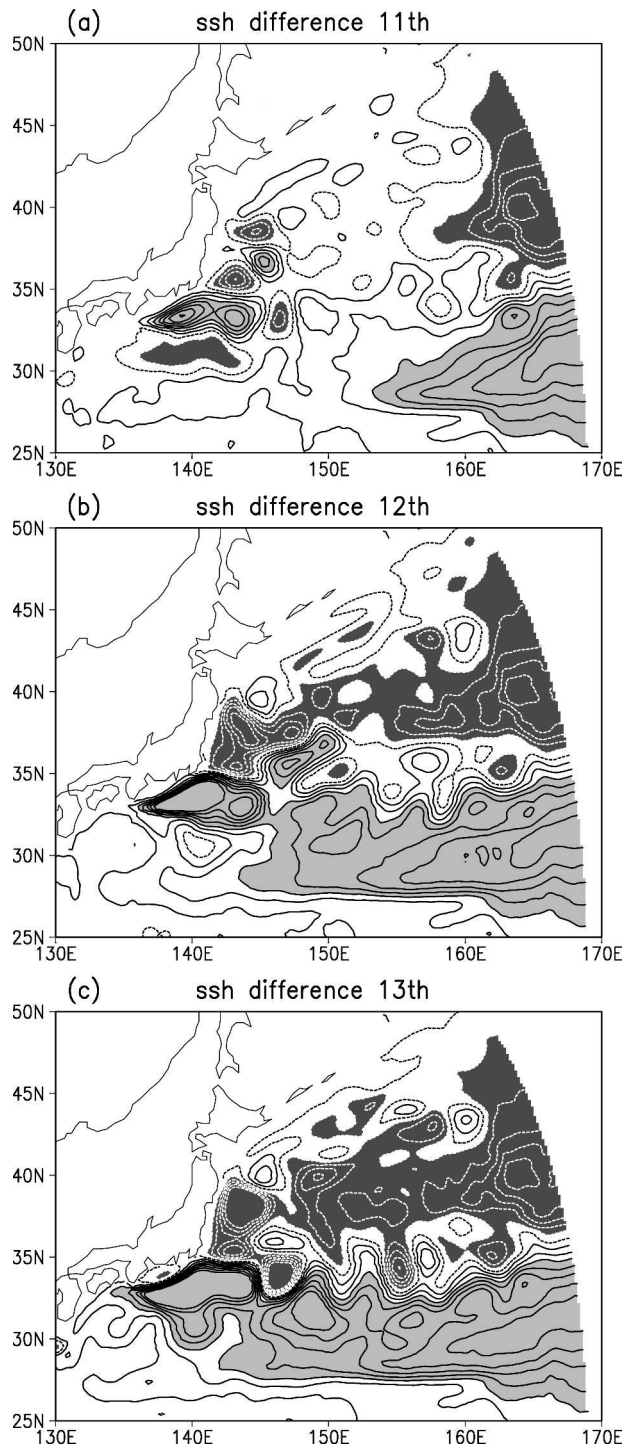 (a) ssh difference 11th
50N
45N
40N
35N
30N
25N
130E 140E 150E 160E 170E
(b) ssh difference 12th
50N
45N
40N
35N
30N
25N
130E 140E 150E 160E 170E
(c) ssh difference 13th
50N
45N
40N
35N
30N
25N
130E 140E 150E 160E 170E